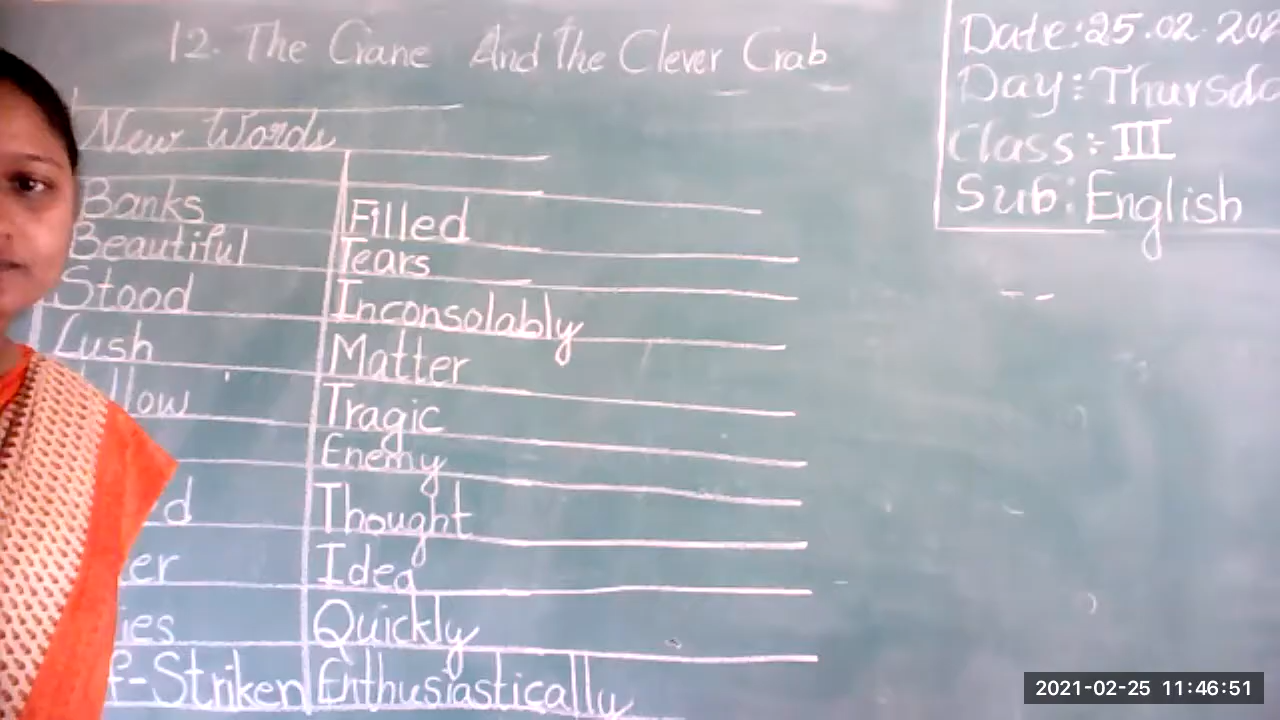 12. The Crane And the Clever Crab
Date:25.02.202
Day:Thursda
Class:III
Sub:English
New Words
Banks Filled
Beautiful Tears
Stood Inconsolably
Lush Matter
Tragic
Enemy
Thought
Idea
Quickly
f-Striken Enthusiastically
2021-02-25 11:46:51